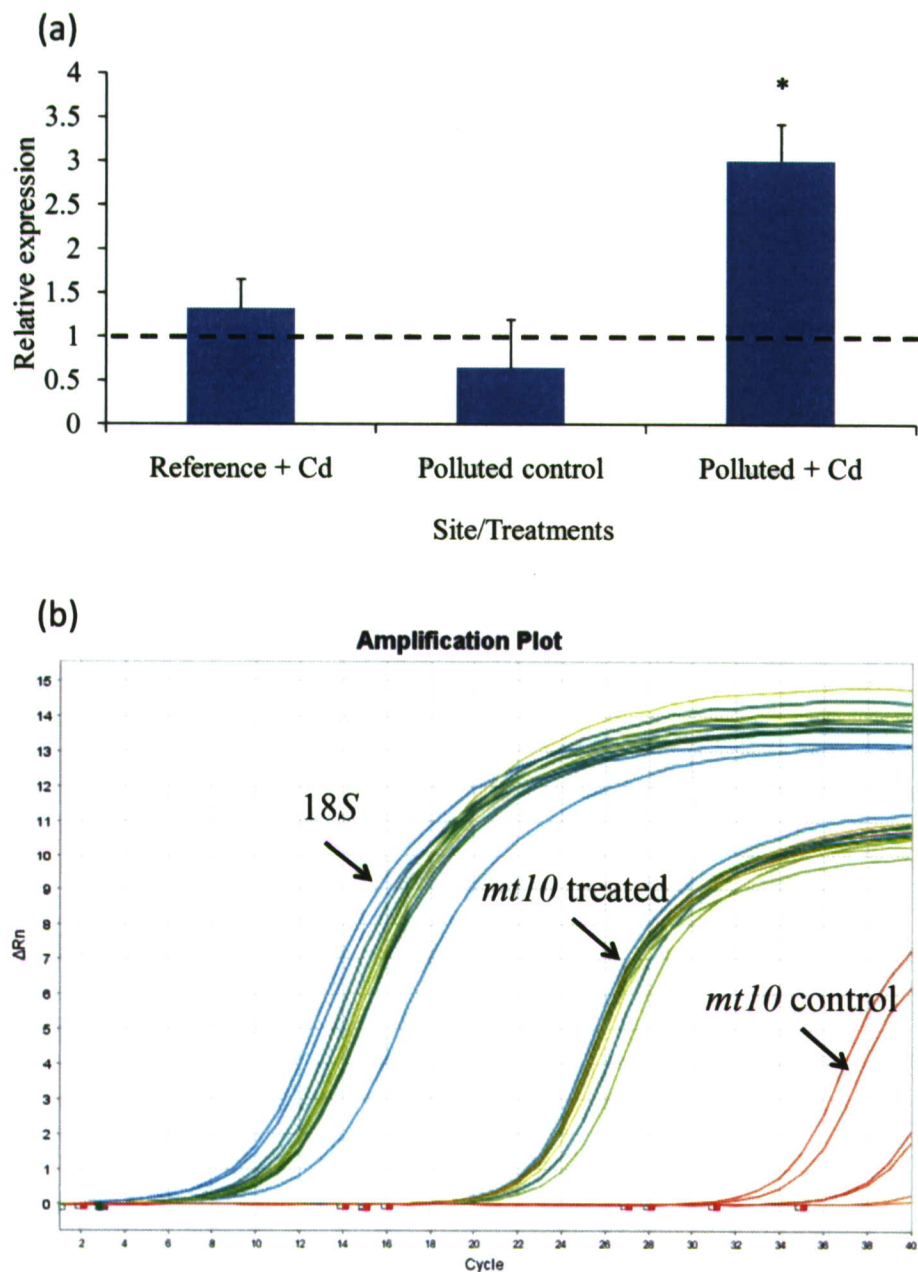 (a)
*
4
3.5
3
2.5
2
1.5
1
0.5
0
Relative expression
Reference + Cd
Polluted control
Polluted + Cd
Site/Treatments
(b)
Amplification Plot
15
14
13
12
11
10
9
8
7
6
5
4
3
2
1
0
ΔRn
18S
mt10 treated
mt10 control
2 4 6 8 10 12 14 16 18 20 22 24 26 28 30 32 34 36 38 40
Cycle